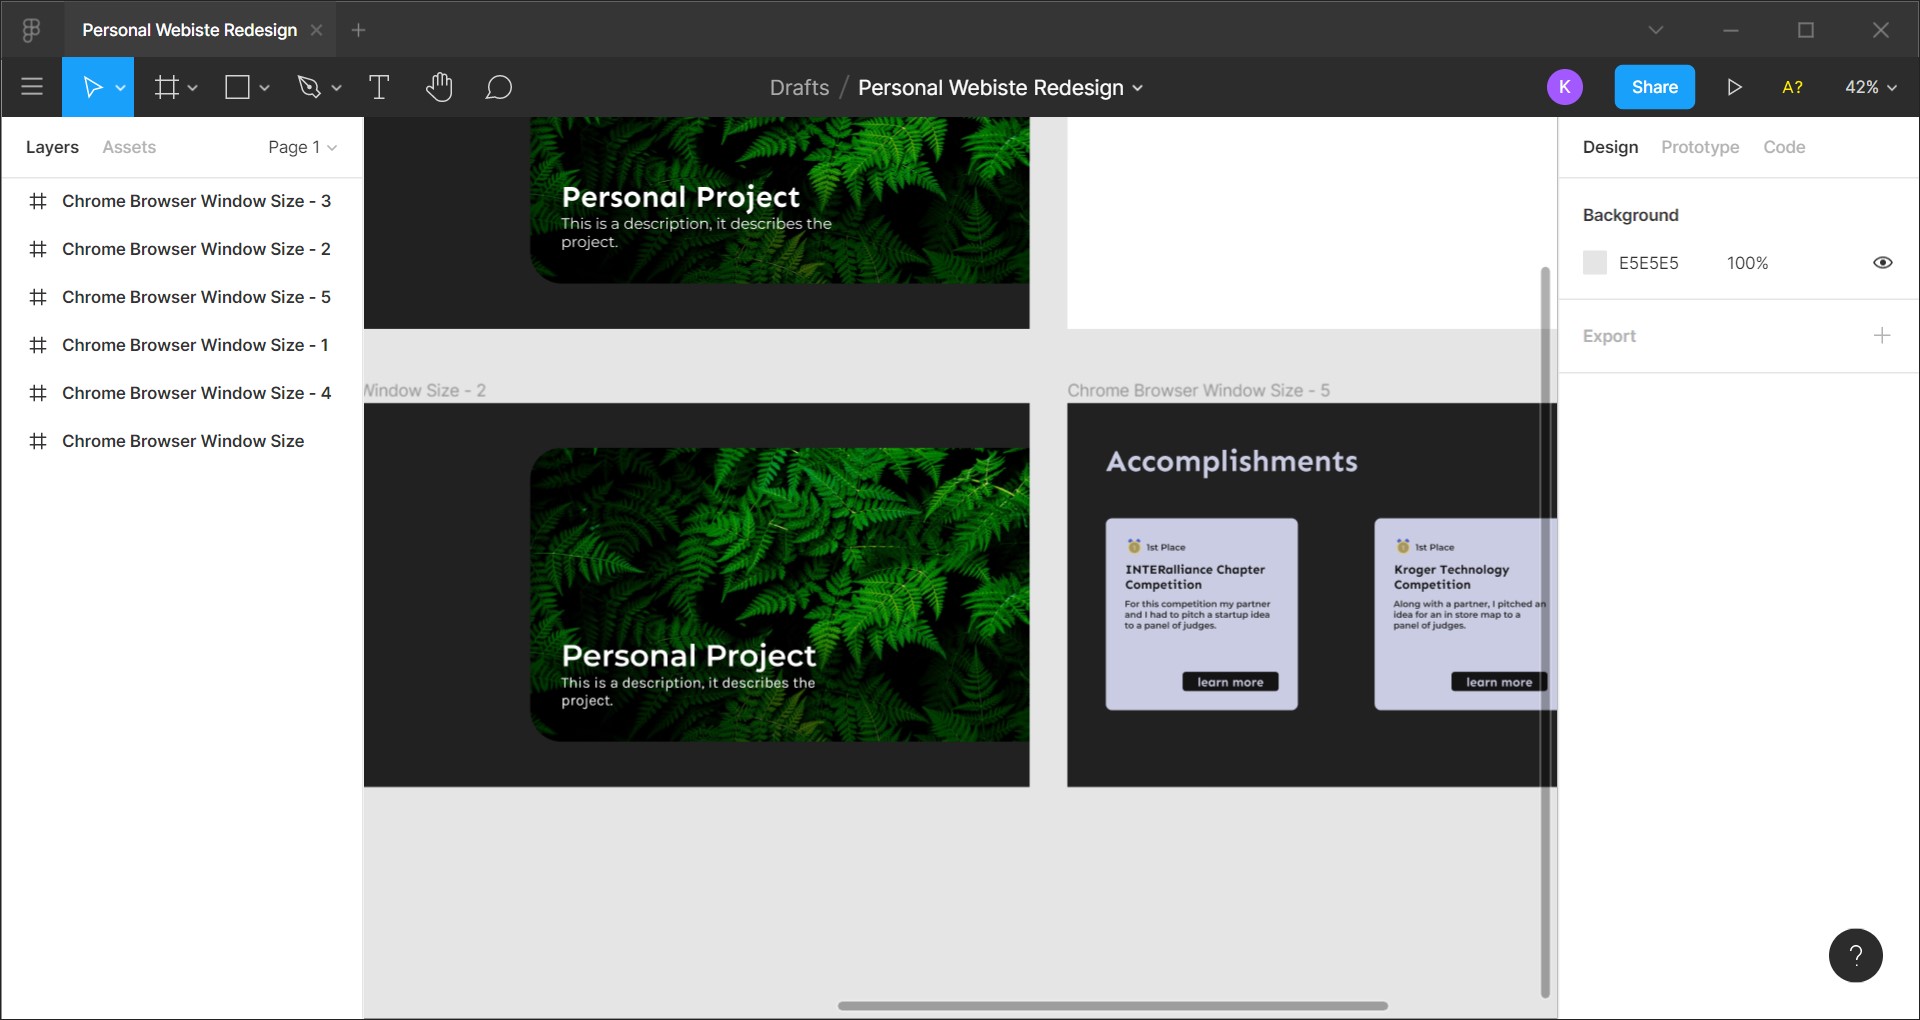 Personal Webiste Redesign
Drafts / Personal Webiste Redesign
K
Share
A?
42%
Layers
Assets
Page 1
Chrome Browser Window Size - 3
Chrome Browser Window Size - 2
Chrome Browser Window Size - 5
Chrome Browser Window Size - 1
Chrome Browser Window Size - 4
Chrome Browser Window Size
Personal Project
This is a description, it describes the
project.
Window Size - 2
Personal Project
This is a description, it describes the
project.
Chrome Browser Window Size - 5
Accomplishments
1st Place
INTERalliance Chapter
Competition
For this competition my partner
and I had to pitch a startup idea
to a panel of judges.
learn more
1st Place
Kroger Technology
Competition
Along with a partner, I pitched an
idea for an in store map to a
panel of judges.
learn more
Design
Prototype
Code
Background
E5E5E5
100%
Export
?